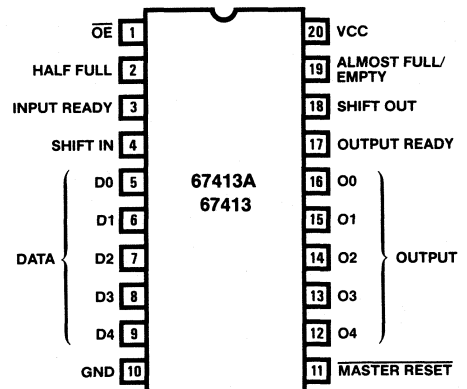 OE 1 20 VCC
HALF FULL 2 19 ALMOST FULL/
EMPTY
INPUT READY 3 18 SHIFT OUT
SHIFT IN 4 17 OUTPUT READY
D0 5 67413A 16 O0
67413
D1 6 15 O1
DATA D2 7 14 O2 OUTPUT
D3 8 13 O3
D4 9 12 O4
GND 10 11 MASTER RESET